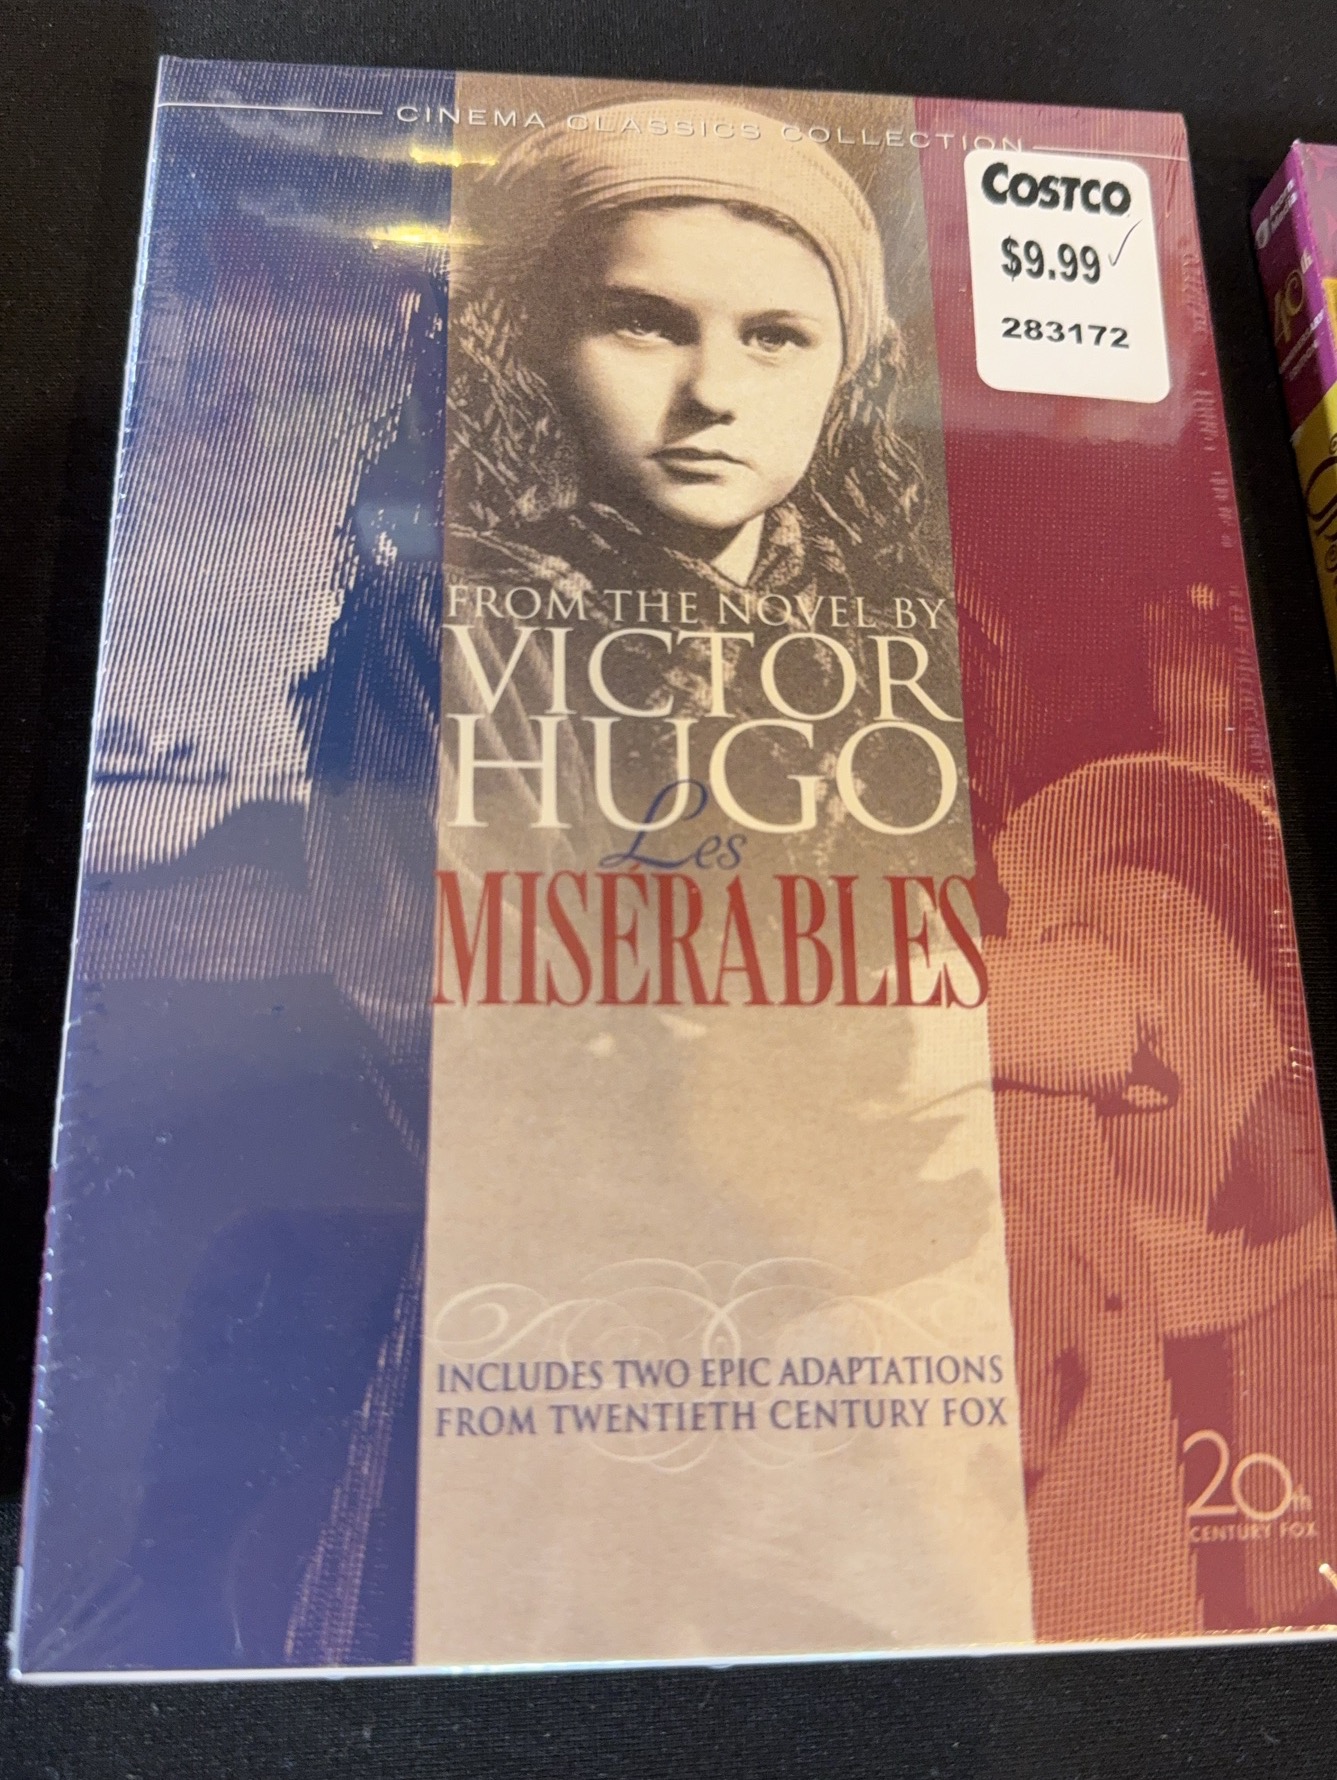 CINEMA CLASSICS COLLECTION
COSTCO
$9.99
283172
FROM THE NOVEL BY
VICTOR
HUGO
Les
MISÉRABLES
INCLUDES TWO EPIC ADAPTATIONS
FROM TWENTIETH CENTURY FOX
20th
CENTURY FOX
40th